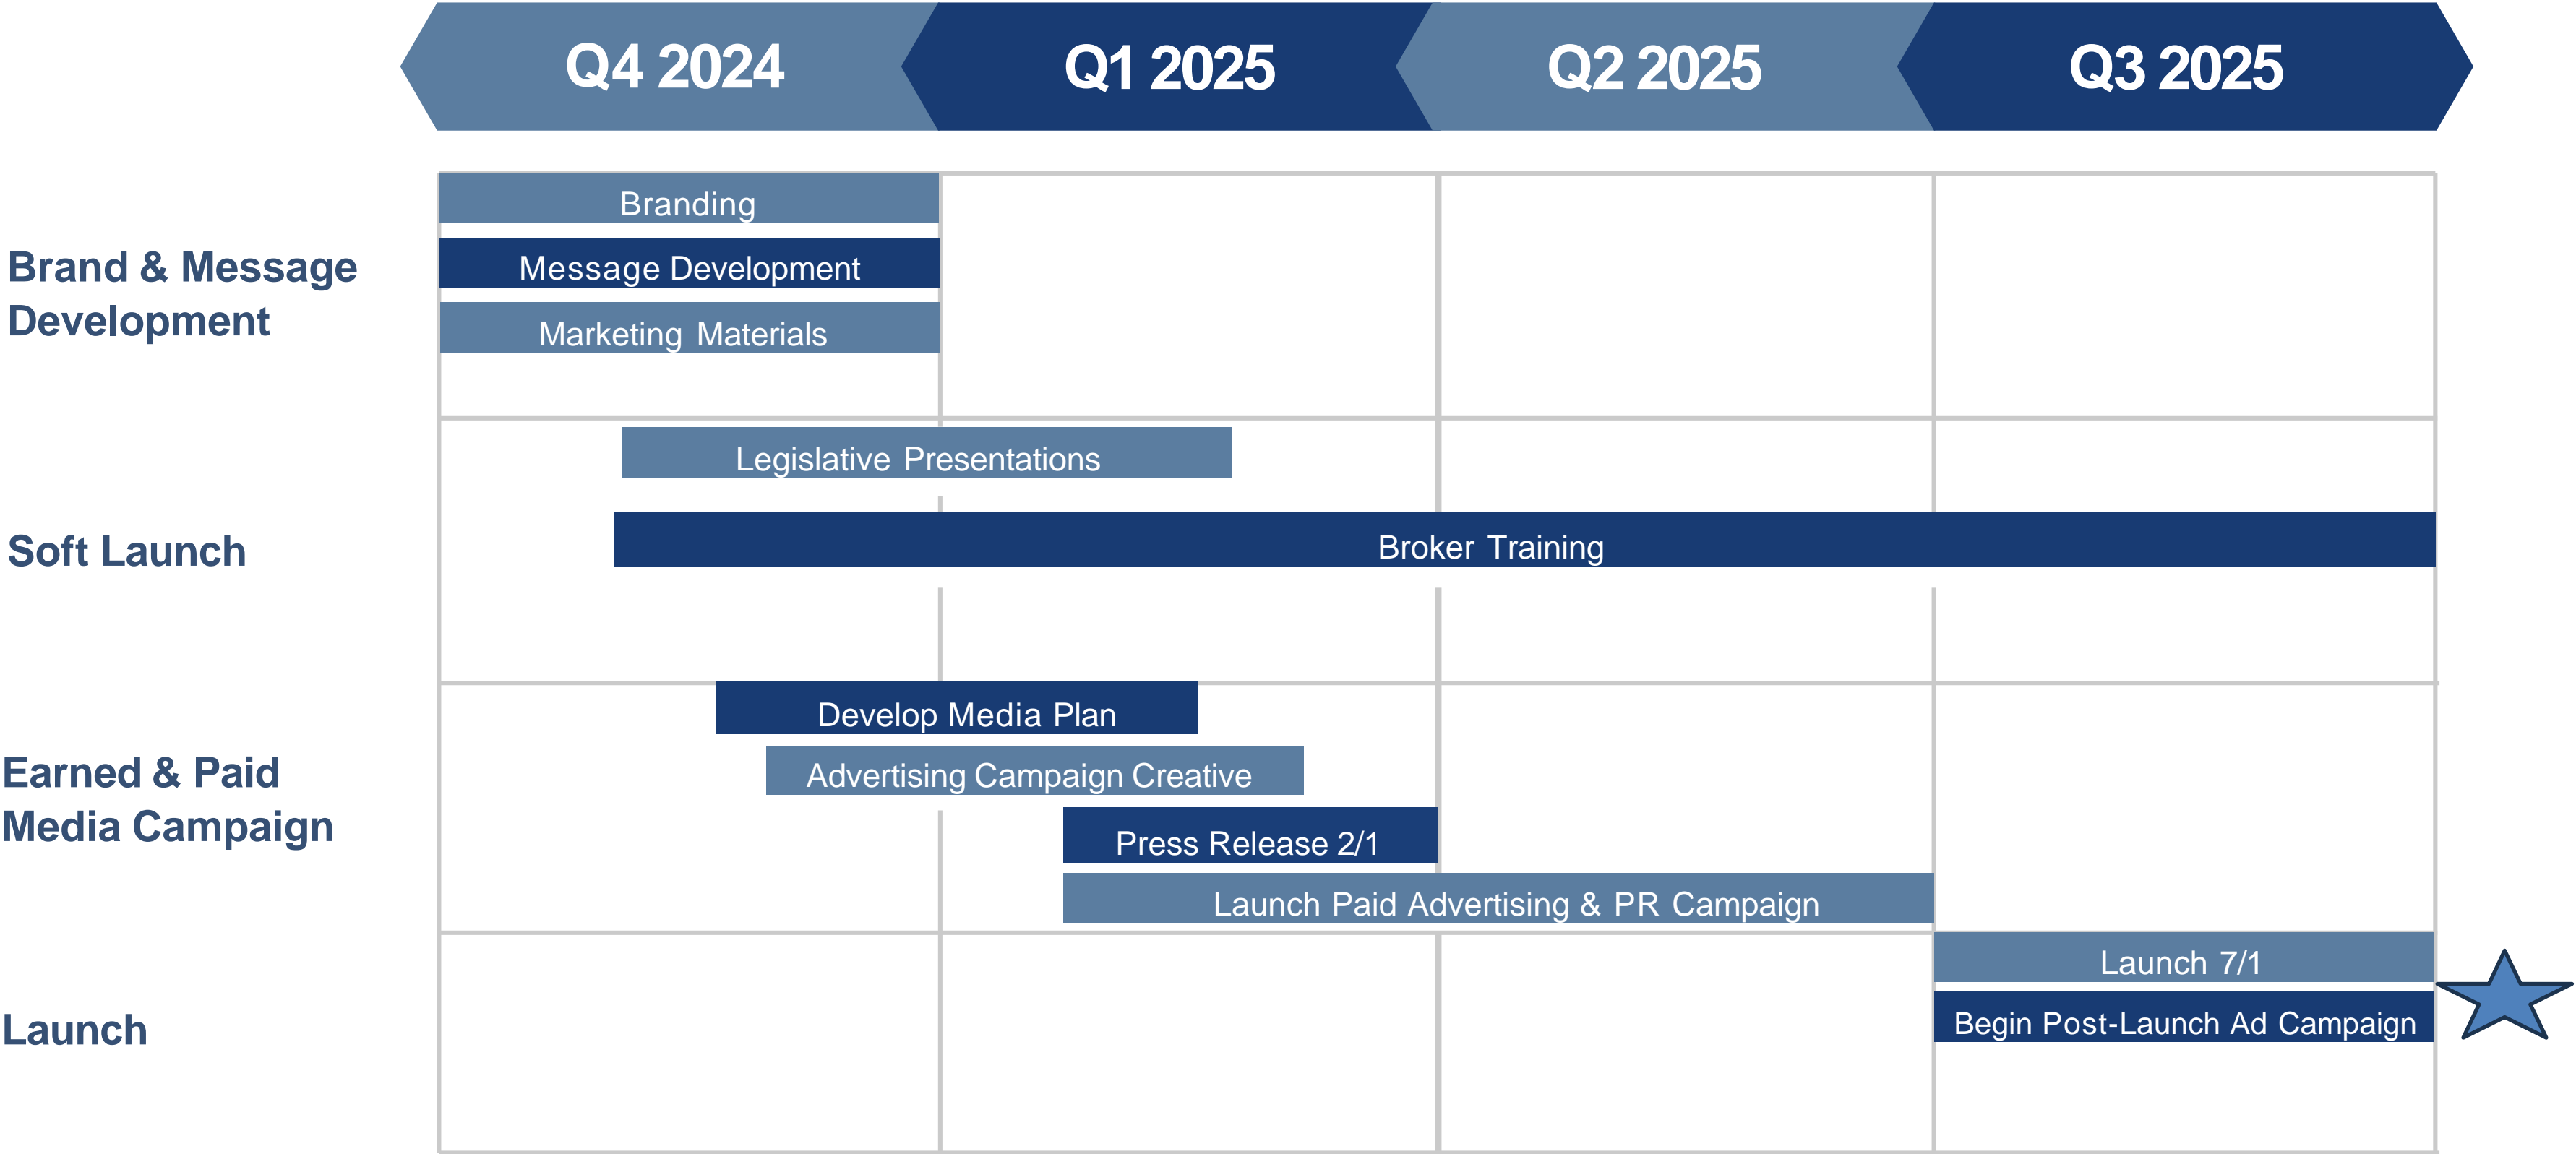 Q4 2024
Q1 2025
Q2 2025
Q3 2025
Brand & Message
Development
Branding
Message Development
Marketing Materials
Soft Launch
Legislative Presentations
Broker Training
Earned & Paid
Media Campaign
Develop Media Plan
Advertising Campaign Creative
Press Release 2/1
Launch Paid Advertising & PR Campaign
Launch
Launch 7/1
Begin Post-Launch Ad Campaign